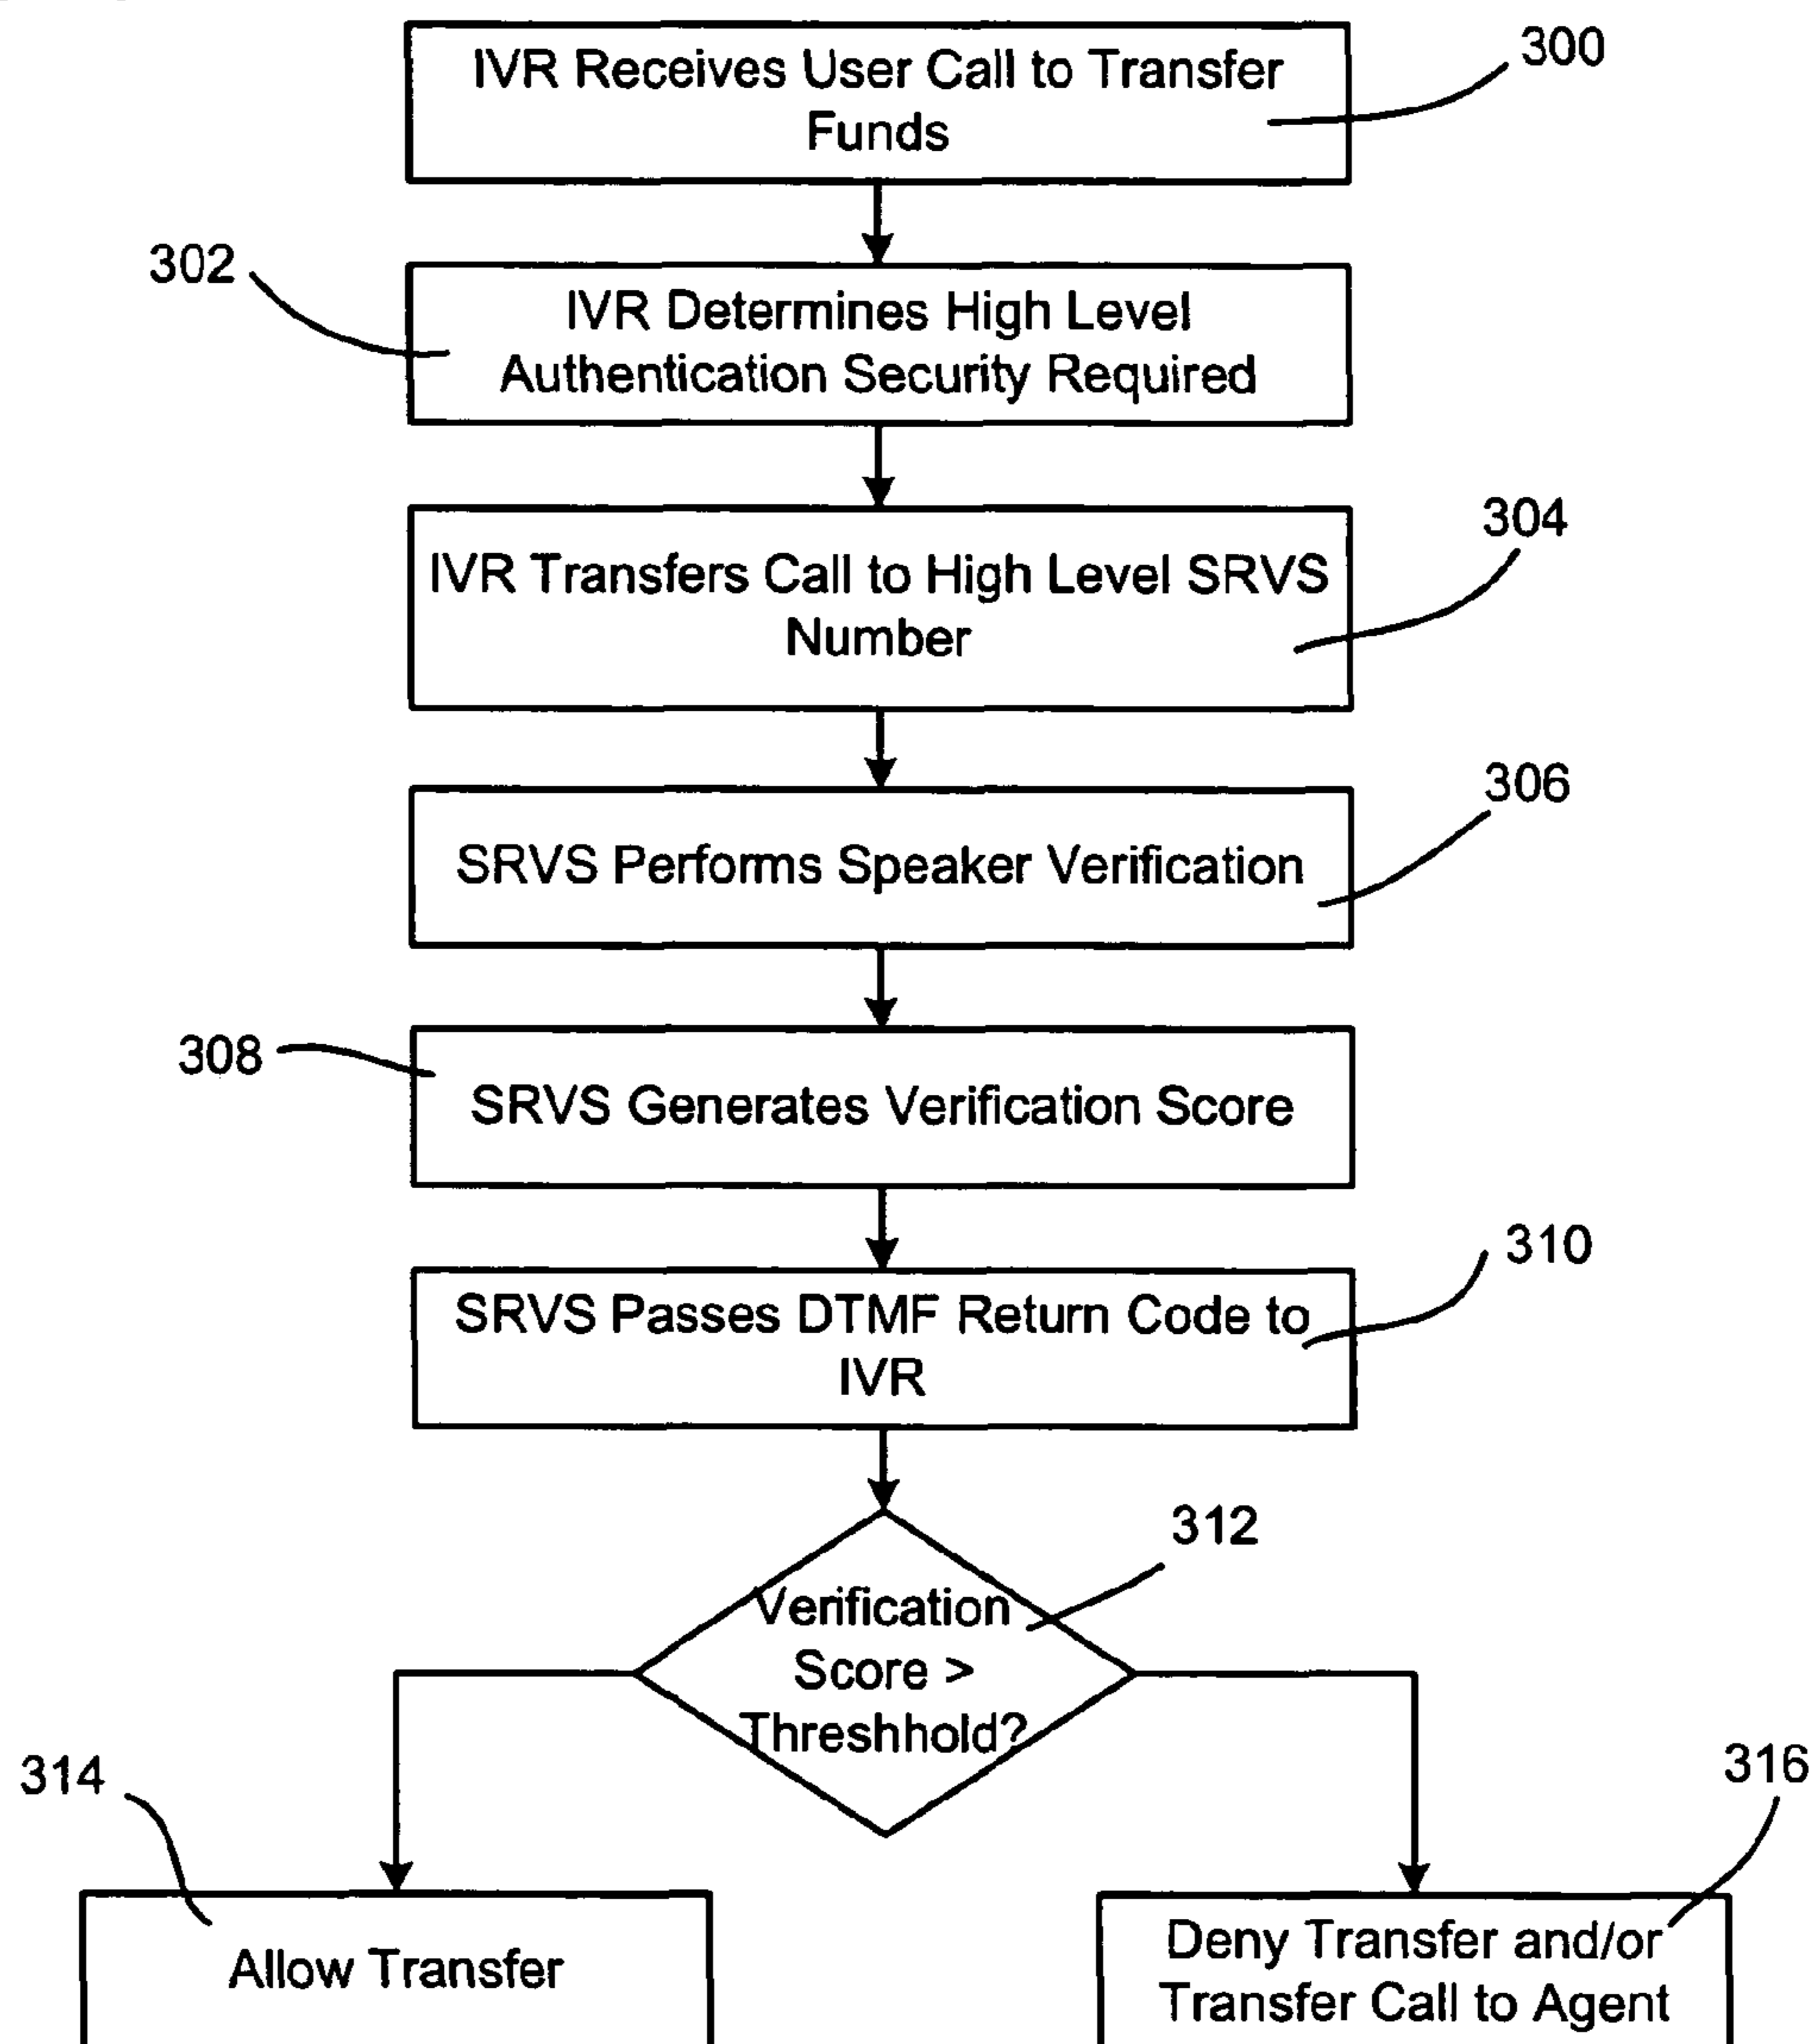 IVR Receives User Call to Transfer
Funds
300
302
IVR Determines High Level
Authentication Security Required
304
IVR Transfers Call to High Level SRVS
Number
306
SRVS Performs Speaker Verification
308
SRVS Generates Verification Score
310
SRVS Passes DTMF Return Code to
IVR
312
Verification
Score >
Threshhold?
314
Allow Transfer
316
Deny Transfer and/or
Transfer Call to Agent